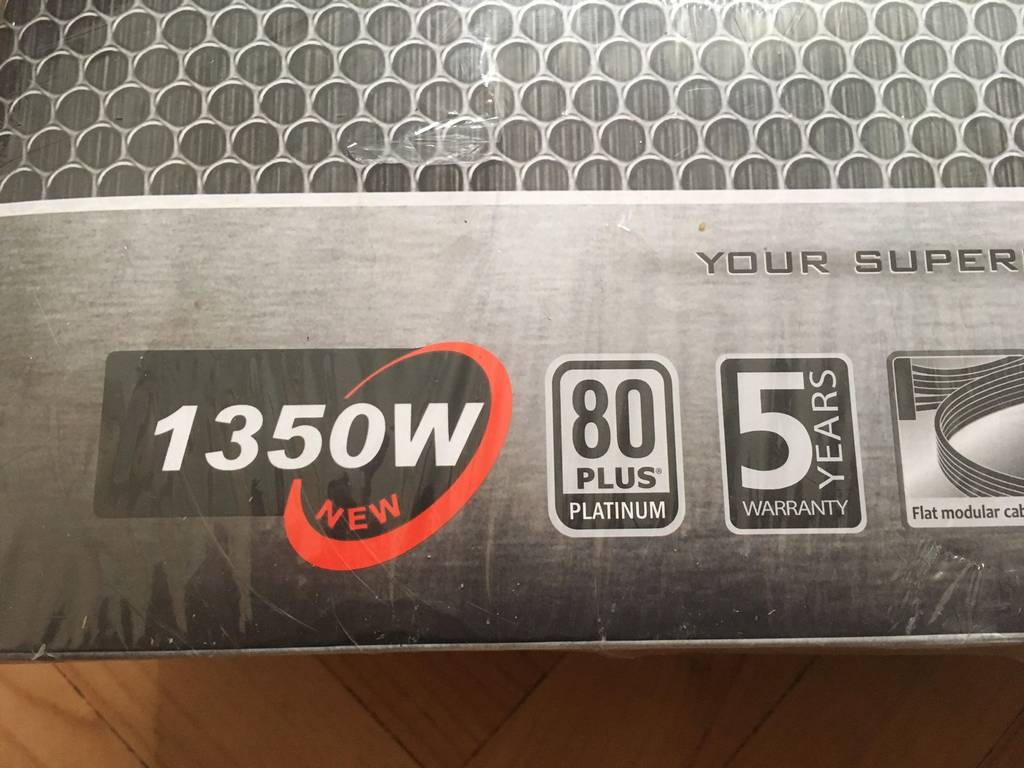 YOUR SUPER
1350W
NEW
80
PLUS®
PLATINUM
5
YEARS
WARRANTY
Flat modular cab